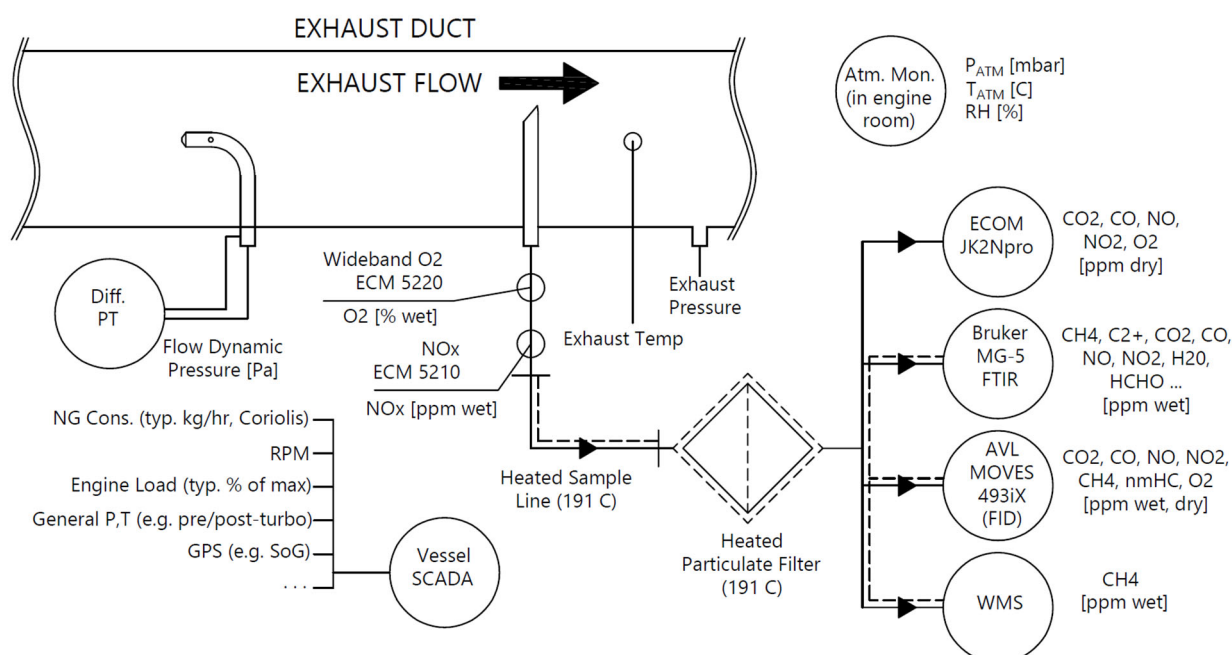 EXHAUST DUCT
EXHAUST FLOW
Atm. Mon.
(in engine
room)
P_ATM [mbar]
T_ATM [C]
RH [%]
Diff.
PT
Flow Dynamic
Pressure [Pa]
Wideband O2
ECM 5220
O2 [% wet]
NOx
ECM 5210
NOx [ppm wet]
Exhaust Temp
Exhaust
Pressure
Heated Sample
Line (191 C)
Heated
Particulate Filter
(191 C)
ECOM
JK2Npro
CO2, CO, NO,
NO2, O2
[ppm dry]
Bruker
MG-5
FTIR
CH4, C2+, CO2, CO,
NO, NO2, H20,
HCHO ...
[ppm wet]
AVL
MOVES
493iX
(FID)
CO2, CO, NO, NO2,
CH4, nmHC, O2
[ppm wet, dry]
WMS
CH4
[ppm wet]
NG Cons. (typ. kg/hr, Coriolis)
RPM
Engine Load (typ. % of max)
General P,T (e.g. pre/post-turbo)
GPS (e.g. SoG)
. . .
Vessel
SCADA